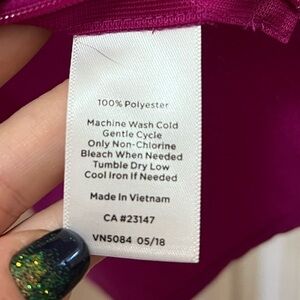 100% Polyester
Machine Wash Cold
Gentle Cycle
Only Non-Chlorine
Bleach When Needed
Tumble Dry Low
Cool Iron If Needed
Made In Vietnam
CA #23147
VN5084 05/18